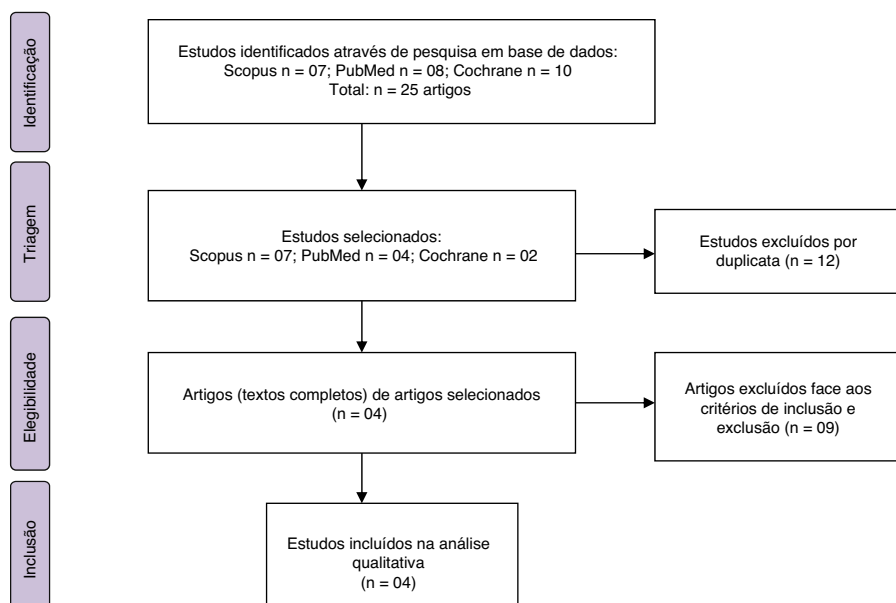 Identificação
Estudos identificados através de pesquisa em base de dados:
Scopus n = 07; PubMed n = 08; Cochrane n = 10
Total: n = 25 artigos
Triagem
Estudos selecionados:
Scopus n = 07; PubMed n = 04; Cochrane n = 02
Estudos excluídos por
duplicata (n = 12)
Elegibilidade
Artigos (textos completos) de artigos selecionados
(n = 04)
Artigos excluídos face aos
critérios de inclusão e
exclusão (n = 09)
Inclusão
Estudos incluídos na análise
qualitativa
(n = 04)